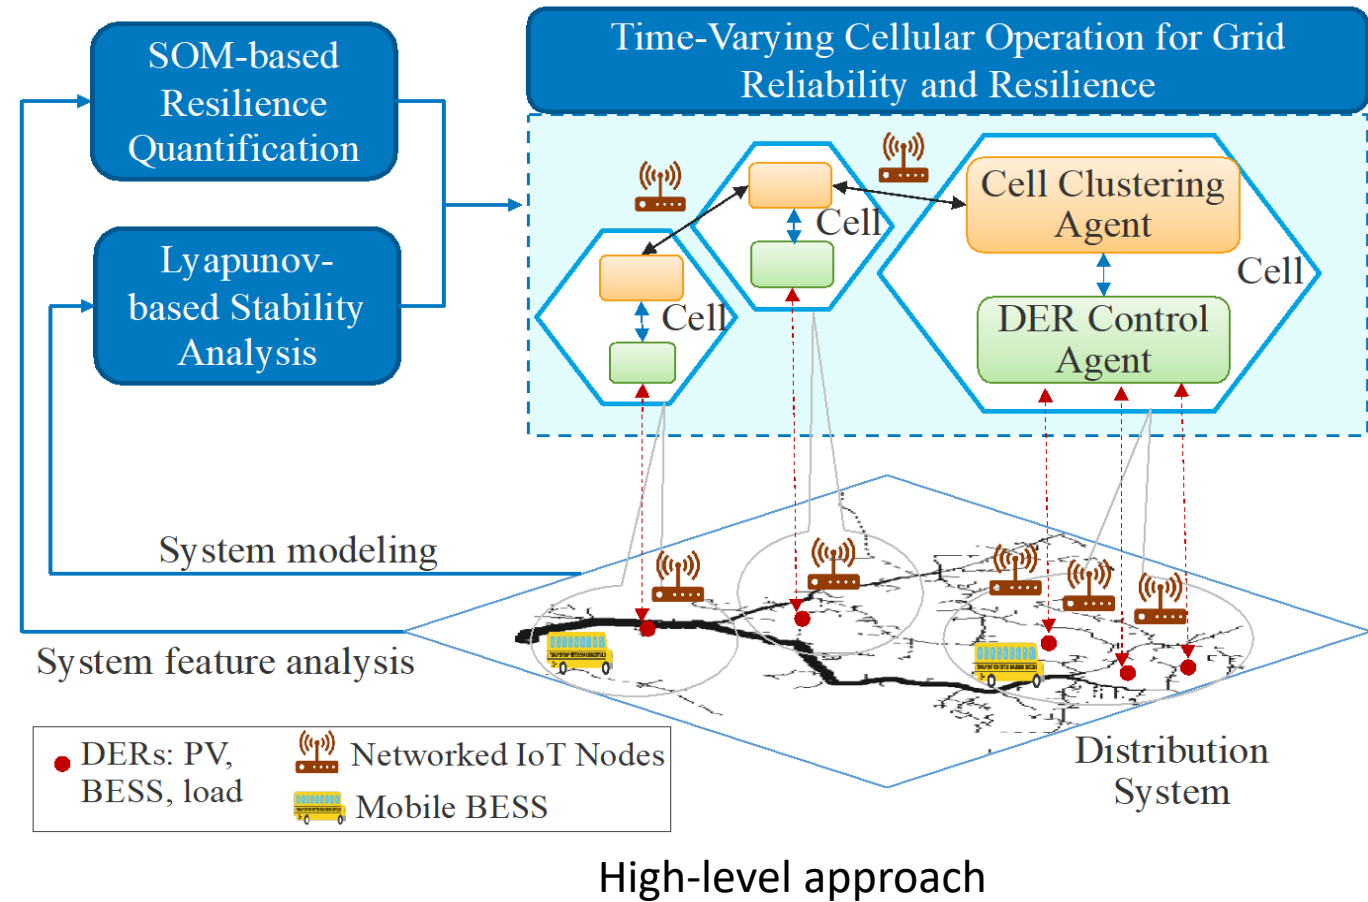 SOM-based
Resilience
Quantification
Lyapunov-
based Stability
Analysis
Time-Varying Cellular Operation for Grid
Reliability and Resilience
Cell
Cell
Cell Clustering
Agent
Cell
DER Control
Agent
System modeling
System feature analysis
Distribution
System
DERs: PV,
BESS, load
Networked IoT Nodes
Mobile BESS
High-level approach